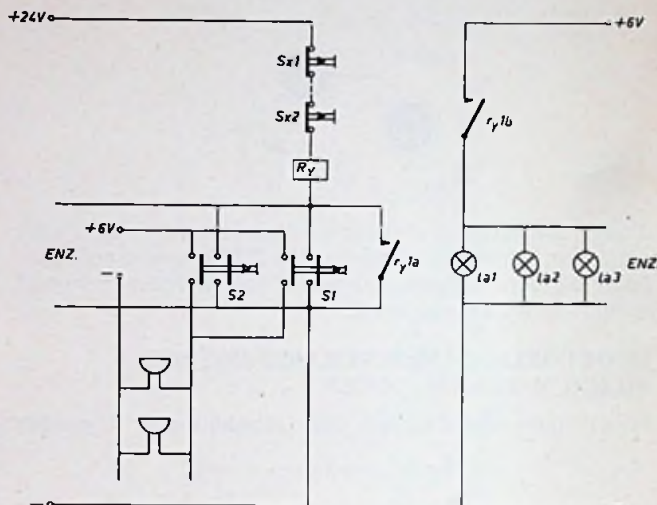 +24V
+6V
Sx1
Sx2
ry1b
Ry
+6V
ENZ.
S2
S1
ry1a
La1
La2
La3
ENZ.